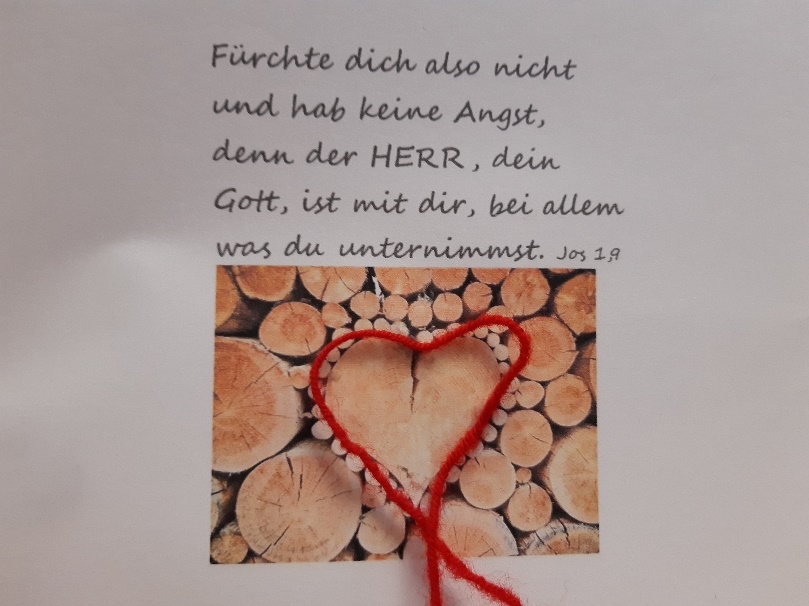 Fürchte dich also nicht
und hab keine Angst,
denn der HERR, dein
Gott, ist mit dir, bei allem
was du unternimmst. Jos 1,9